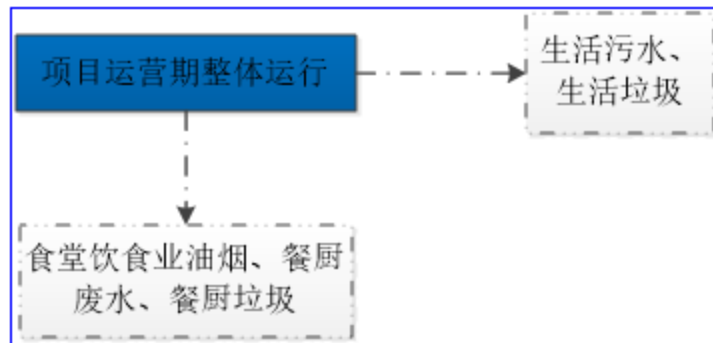 项目运营期整体运行
生活污水、
生活垃圾
食堂饮食业油烟、餐厨
废水、餐厨垃圾